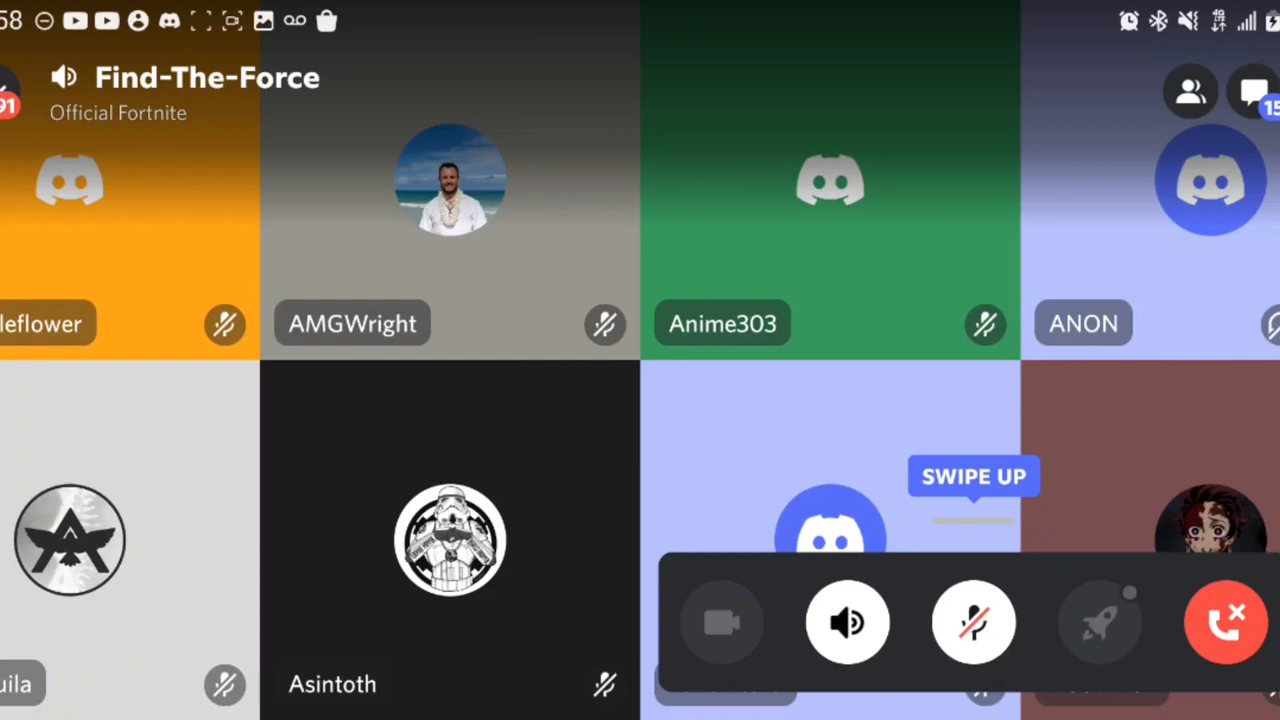 58
Find-The-Force
91
Official Fortnite
15
leflower
AMGWright
Anime303
ANON
SWIPE UP
uila
Asintoth